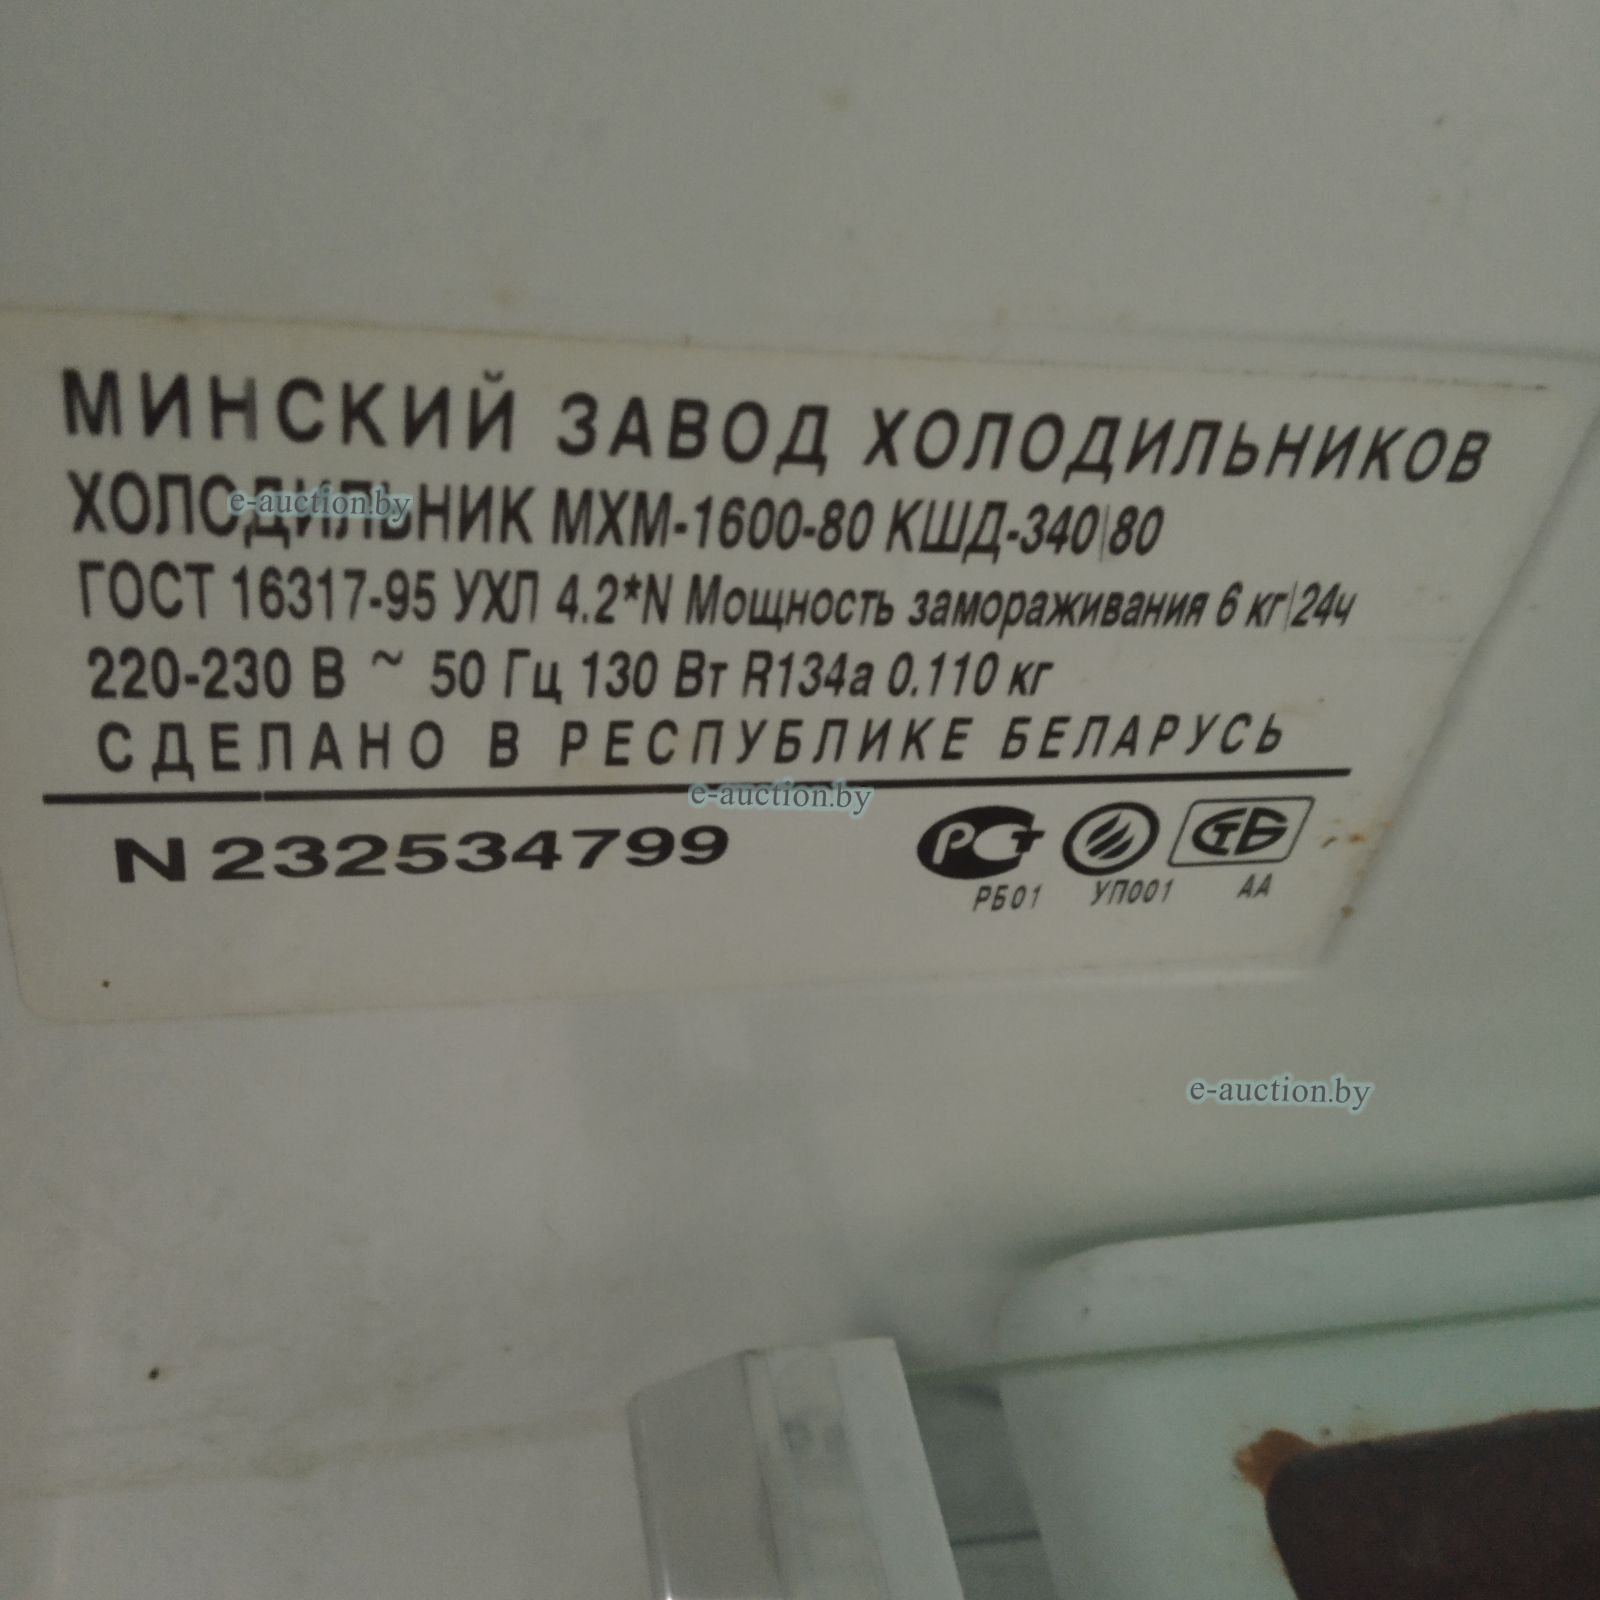 МИНСКИЙ ЗАВОД ХОЛОДИЛЬНИКОВ
ХОЛОДИЛЬНИК МХМ-1600-80 КШД-340|80
ГОСТ 16317-95 УХЛ 4.2*N Мощность замораживания 6 кг|24ч
220-230 В ~ 50 Гц 130 Вт R134a 0.110 кг
СДЕЛАНО В РЕСПУБЛИКЕ БЕЛАРУСЬ
N 232534799
РСТ СТБ
РБ01 УП001 АА
e-auction.by
e-auction.by
e-auction.by